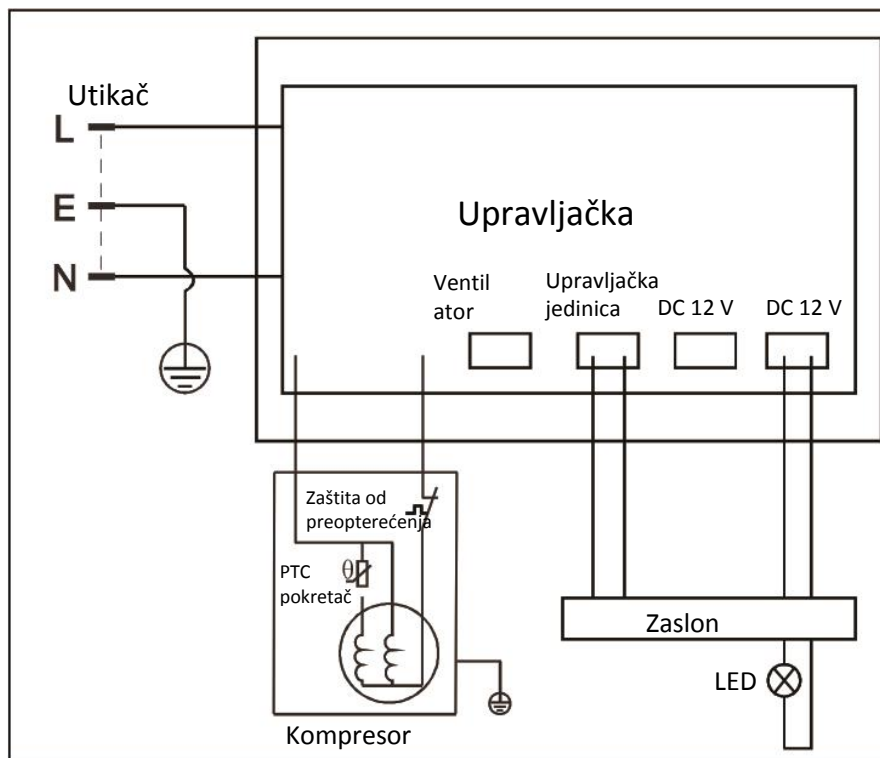 Utikač
L
E
N
Upravljačka
Ventil
ator
Upravljačka
jedinica
DC 12 V
DC 12 V
Zaštita od
preopterećenja
θ
PTC
pokretač
Kompresor
Zaslon
LED